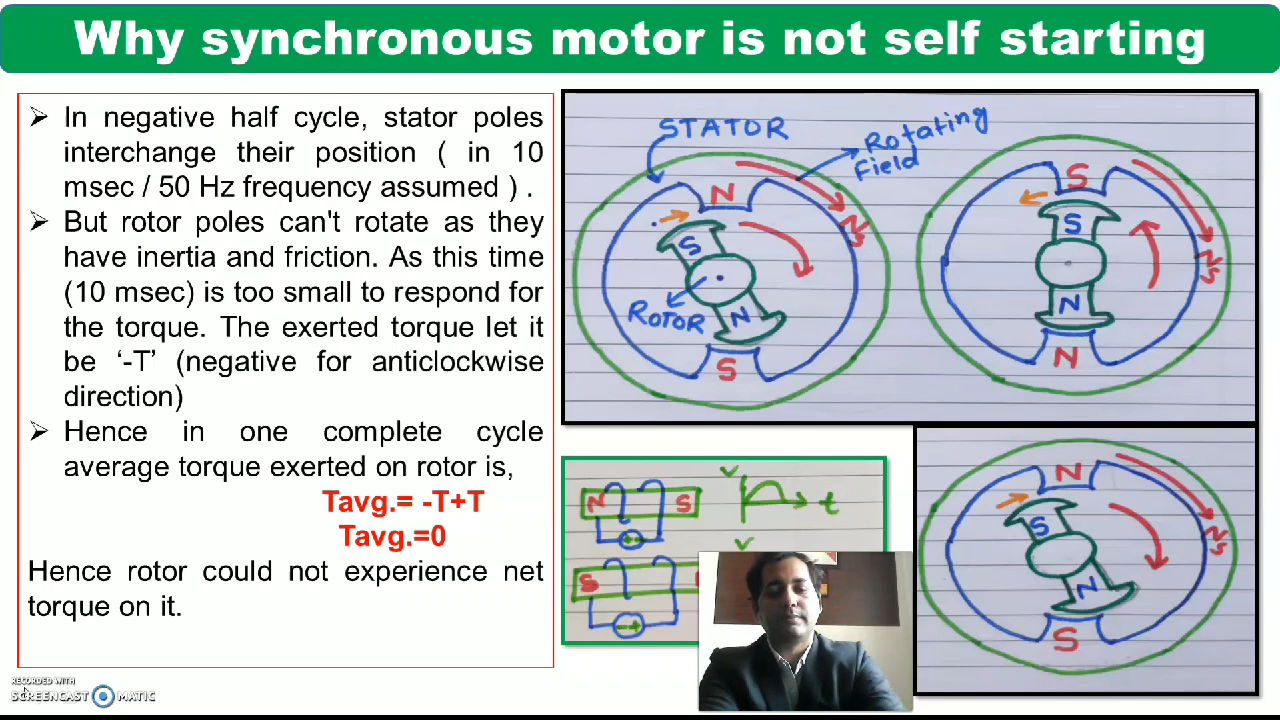 Why synchronous motor is not self starting
➢ In negative half cycle, stator poles
interchange their position ( in 10
msec / 50 Hz frequency assumed ) .
➢ But rotor poles can't rotate as they
have inertia and friction. As this time
(10 msec) is too small to respond for
the torque. The exerted torque let it
be ‘-T’ (negative for anticlockwise
direction)
➢ Hence in one complete cycle
average torque exerted on rotor is,
Tavg.= -T+T
Tavg.=0
Hence rotor could not experience net
torque on it.
STATOR
Rotating
Field
N
Ns
S
ROTOR
N
S
S
Ns
S
N
N
N S
t
S
N
Ns
S
N
S
RECORDED WITH
SCREENCAST MATIC